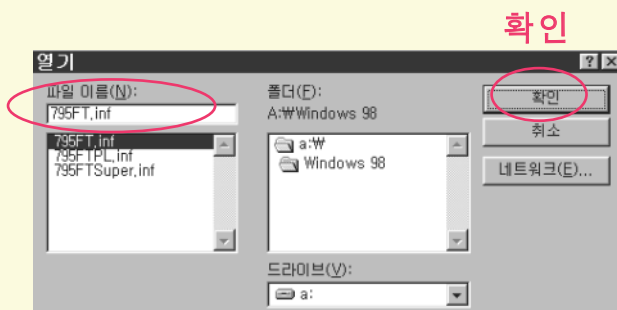 확인
열기
파일 이름(N):
795FT.inf
795FT.inf
795FTPL.inf
795FTSuper.inf
폴더(F):
A:₩Windows 98
a:₩
Windows 98
드라이브(V):
a:
확인
취소
네트워크(E)...